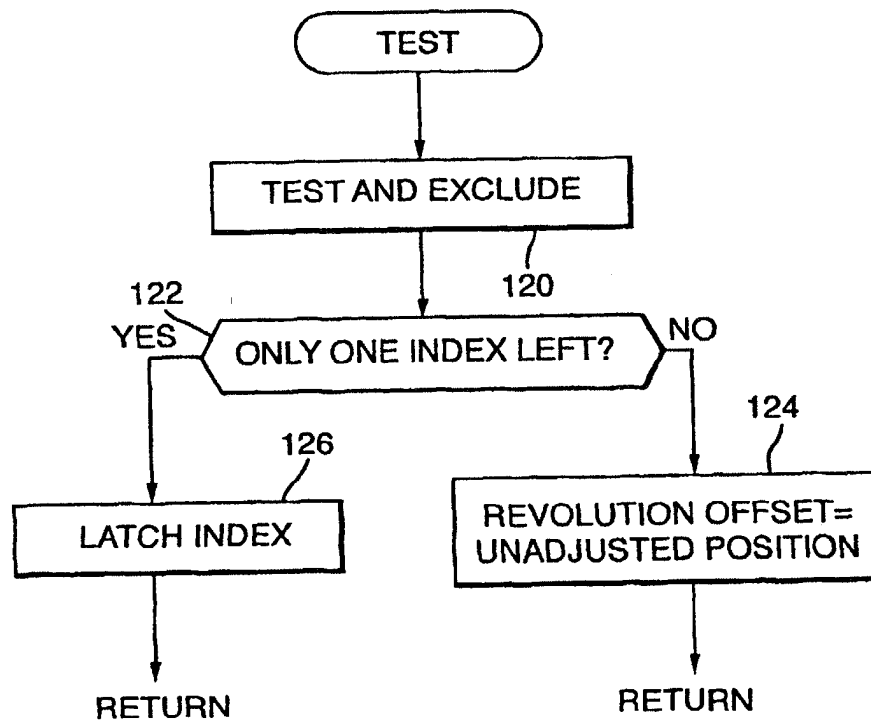 TEST
TEST AND EXCLUDE
120
122
YES
ONLY ONE INDEX LEFT?
NO
126
LATCH INDEX
124
REVOLUTION OFFSET=
UNADJUSTED POSITION
RETURN
RETURN